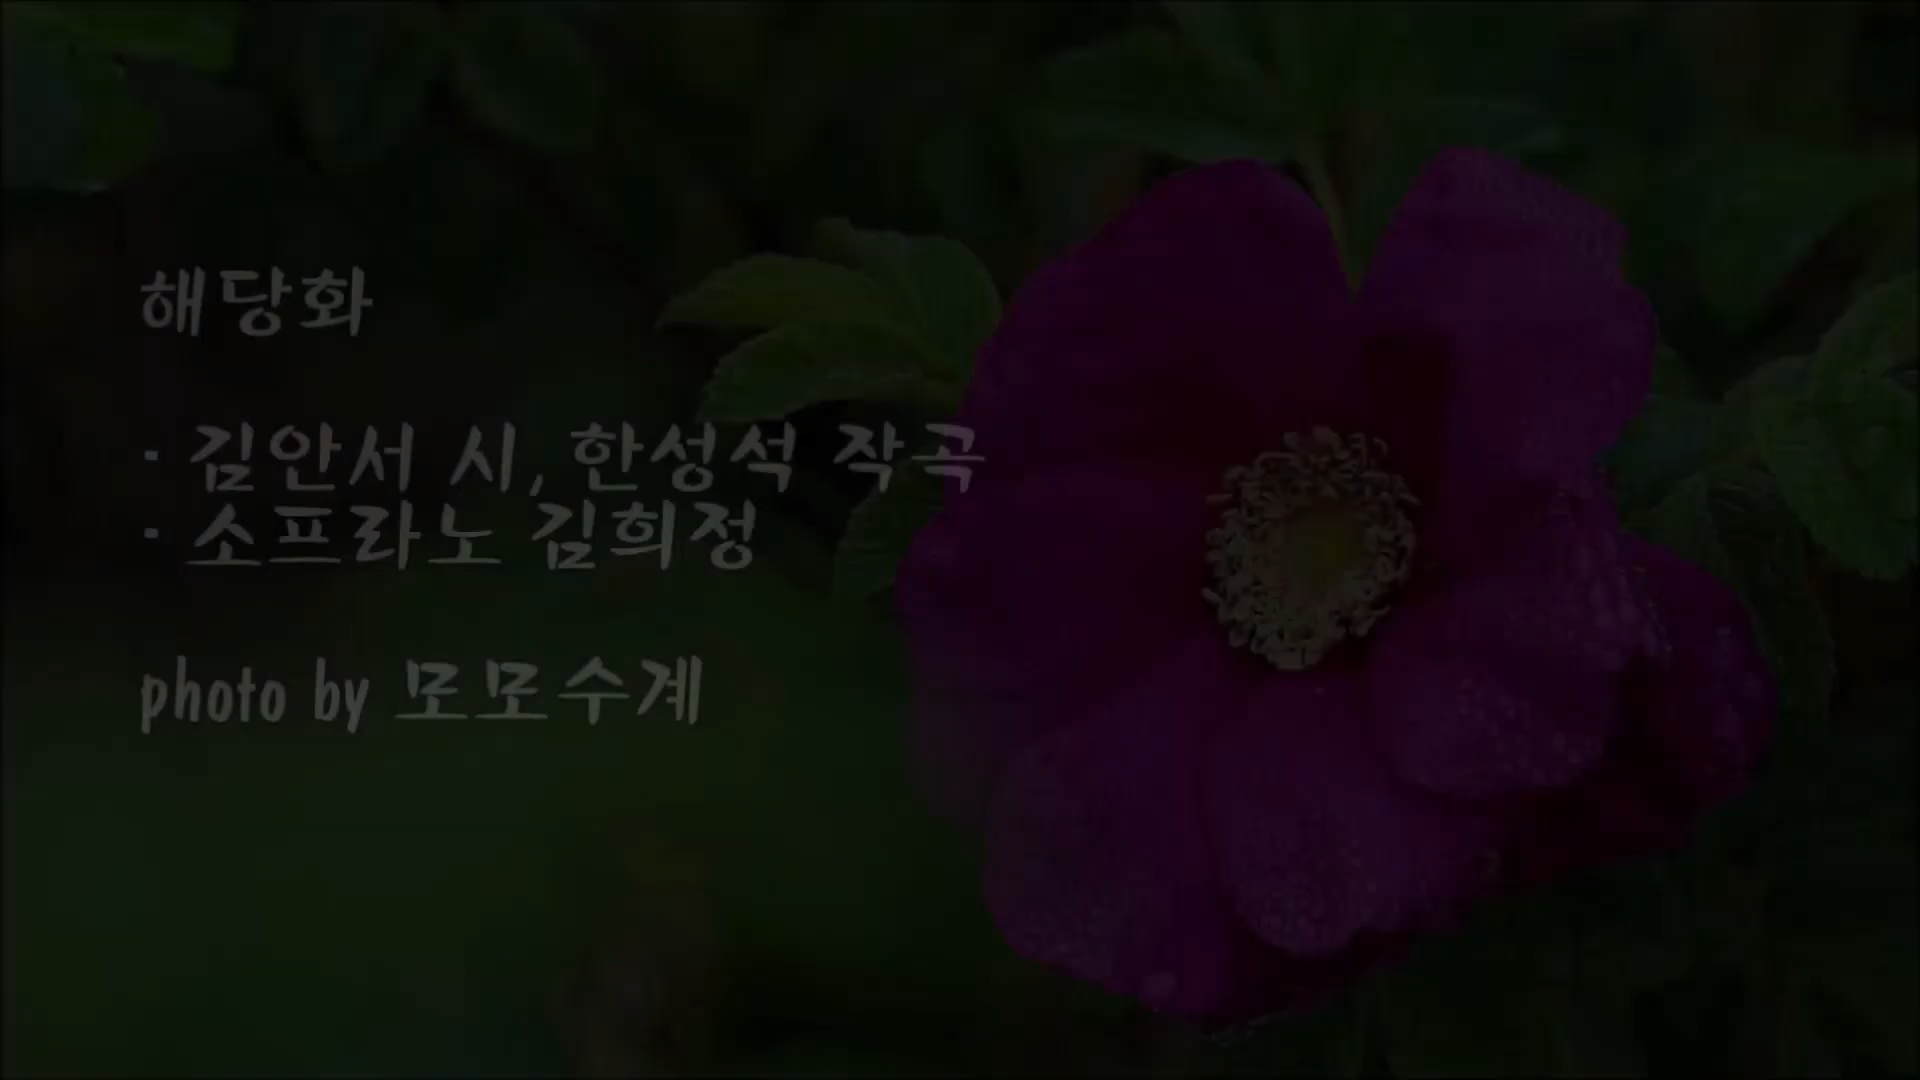 해당화
· 김안서 시, 한성석 작곡
· 소프라노 김희정
photo by 모모수계